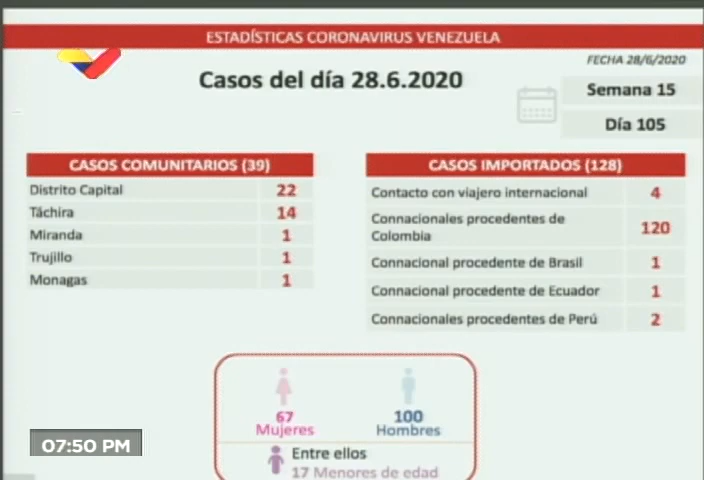 ESTADÍSTICAS CORONAVIRUS VENEZUELA
FECHA 28/6/2020
Casos del día 28.6.2020
Semana 15
Día 105
CASOS COMUNITARIOS (39)
Distrito Capital 22
Táchira 14
Miranda 1
Trujillo 1
Monagas 1
CASOS IMPORTADOS (128)
Contacto con viajero internacional 4
Connacionales procedentes de
Colombia 120
Connacional procedente de Brasil 1
Connacional procedente de Ecuador 1
Connacionales procedentes de Perú 2
67
Mujeres
100
Hombres
Entre ellos
17 Menores de edad
07:50 PM